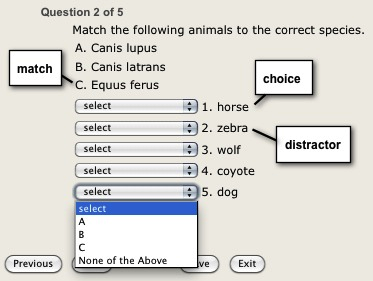 Question 2 of 5
Match the following animals to the correct species.
A. Canis lupus
B. Canis latrans
C. Equus ferus
match
choice
select 1. horse
select 2. zebra
distractor
select 3. wolf
select 4. coyote
select 5. dog
select
A
B
C
None of the Above
Previous
ve
Exit